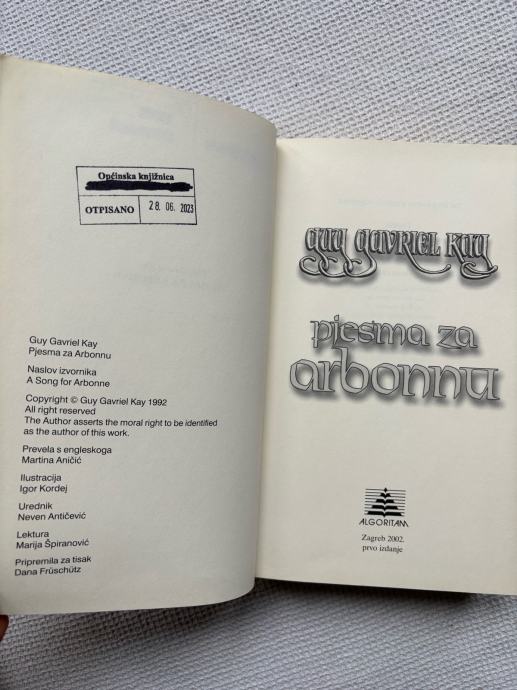 Općinska knjižnica
OTPISANO
28. 06. 2023
Guy Gavriel Kay
Pjesma za Arbonnu
Naslov izvornika
A Song for Arbonne
Copyright © Guy Gavriel Kay 1992
All right reserved
The Author asserts the moral right to be identified
as the author of this work.
Prevela s engleskoga
Martina Aničić
Ilustracija
Igor Kordej
Urednik
Neven Antičević
Lektura
Marija Špiranović
Pripremila za tisak
Dana Früschütz
guy gavriel kay
pjesma za
arbonnu
ALGORITAM
Zagreb 2002.
prvo izdanje